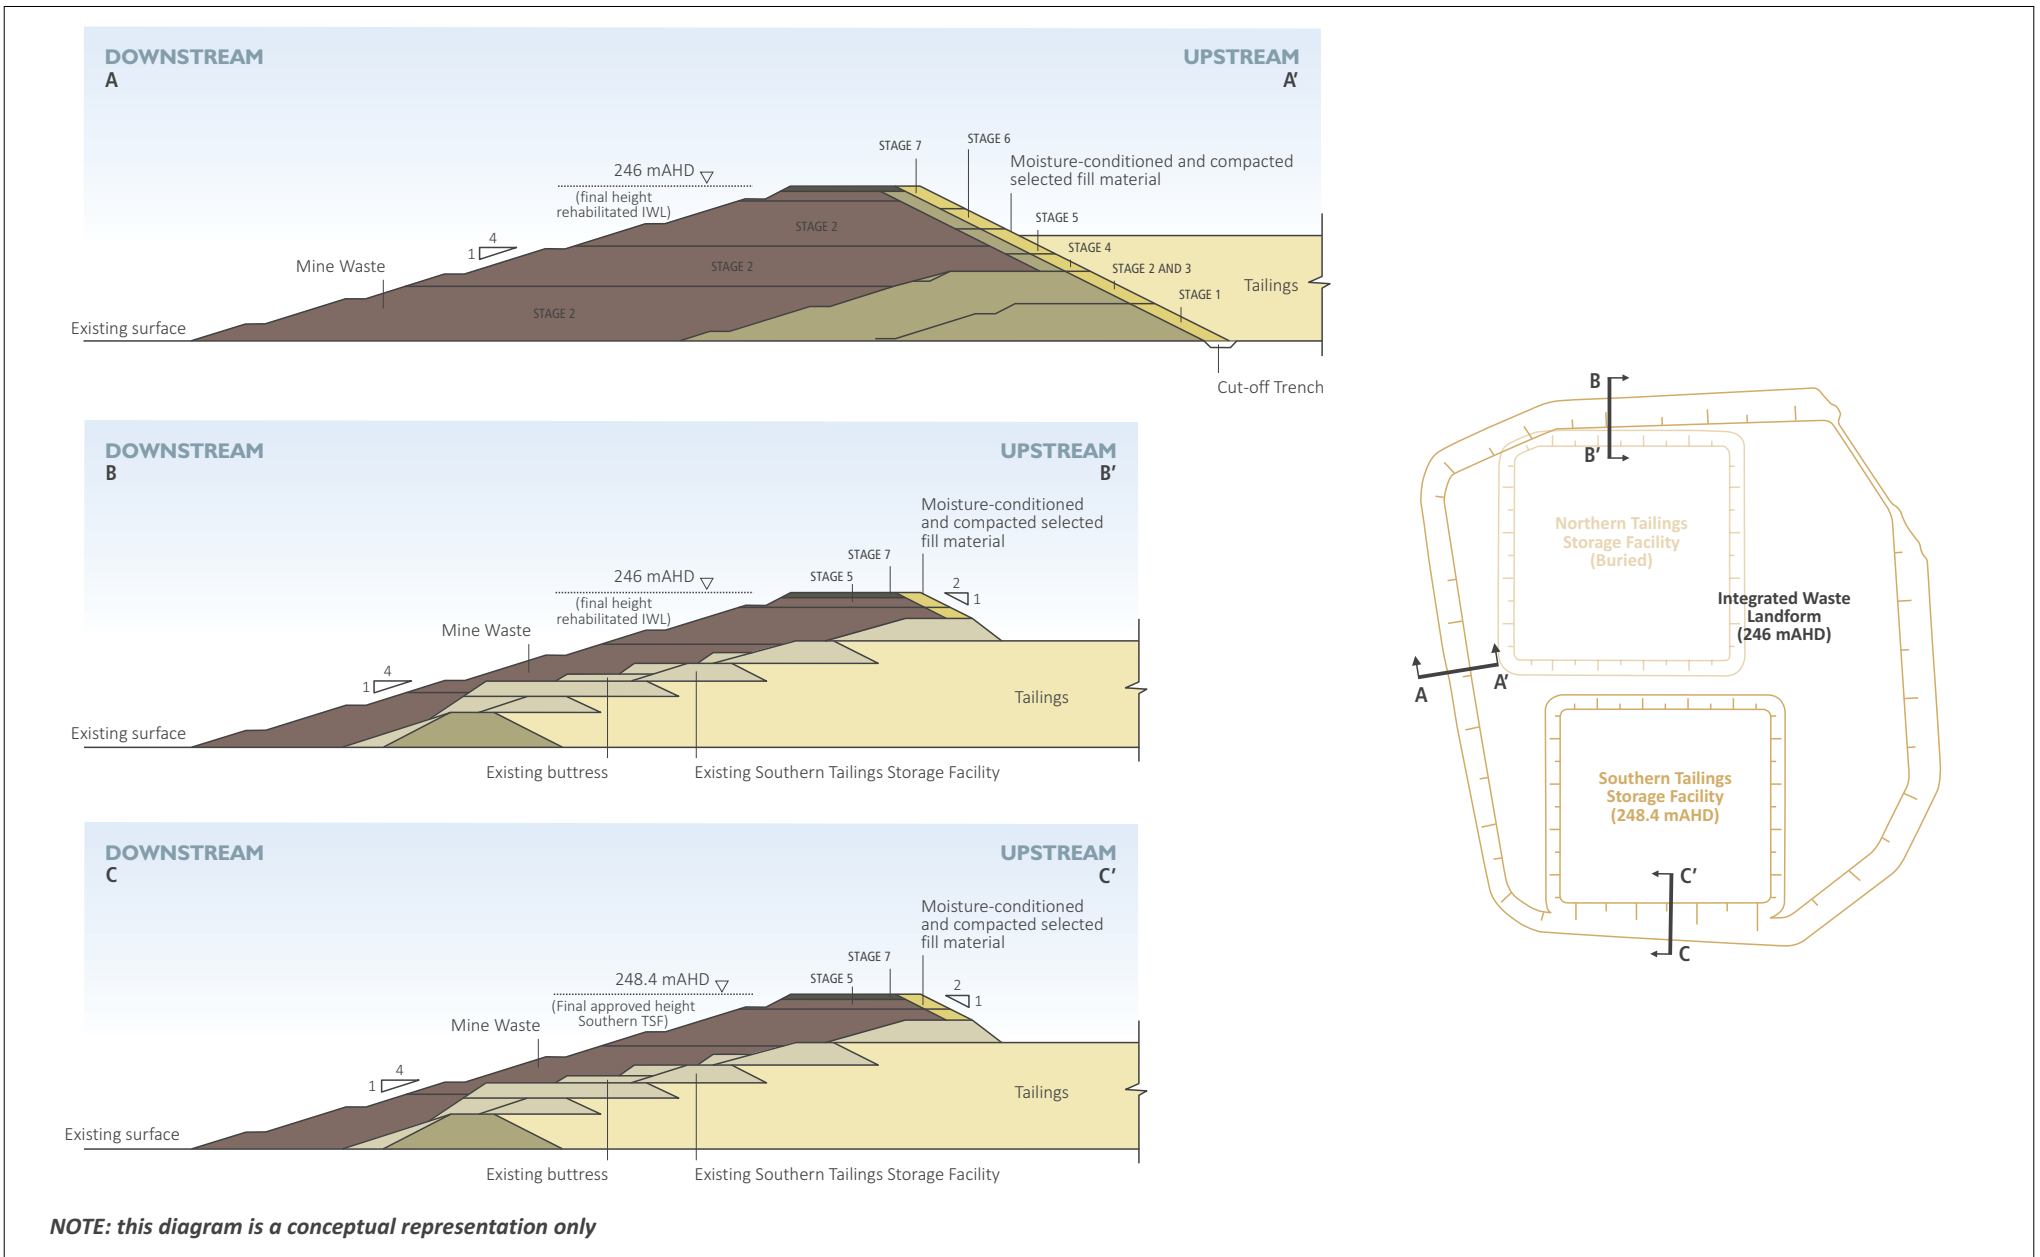 DOWNSTREAM
A
UPSTREAM
A’
STAGE 7
STAGE 6
246 mAHD
(final height
rehabilitated IWL)
Moisture-conditioned and compacted
selected fill material
STAGE 2
STAGE 5
4
1
STAGE 4
Mine Waste
STAGE 2
STAGE 2 AND 3
Tailings
STAGE 1
STAGE 2
Existing surface
Cut-off Trench
DOWNSTREAM
B
UPSTREAM
B’
Moisture-conditioned
and compacted selected
fill material
STAGE 7
246 mAHD
STAGE 5
2
1
(final height
rehabilitated IWL)
Mine Waste
4
1
Tailings
Existing surface
Existing buttress
Existing Southern Tailings Storage Facility
DOWNSTREAM
C
UPSTREAM
C’
Moisture-conditioned
and compacted selected
fill material
STAGE 7
248.4 mAHD
STAGE 5
2
1
(Final approved height
Southern TSF)
Mine Waste
4
1
Tailings
Existing surface
Existing buttress
Existing Southern Tailings Storage Facility
B
B’
Northern Tailings
Storage Facility
(Buried)
Integrated Waste
Landform
(246 mAHD)
A
A’
Southern Tailings
Storage Facility
(248.4 mAHD)
C’
C
NOTE: this diagram is a conceptual representation only